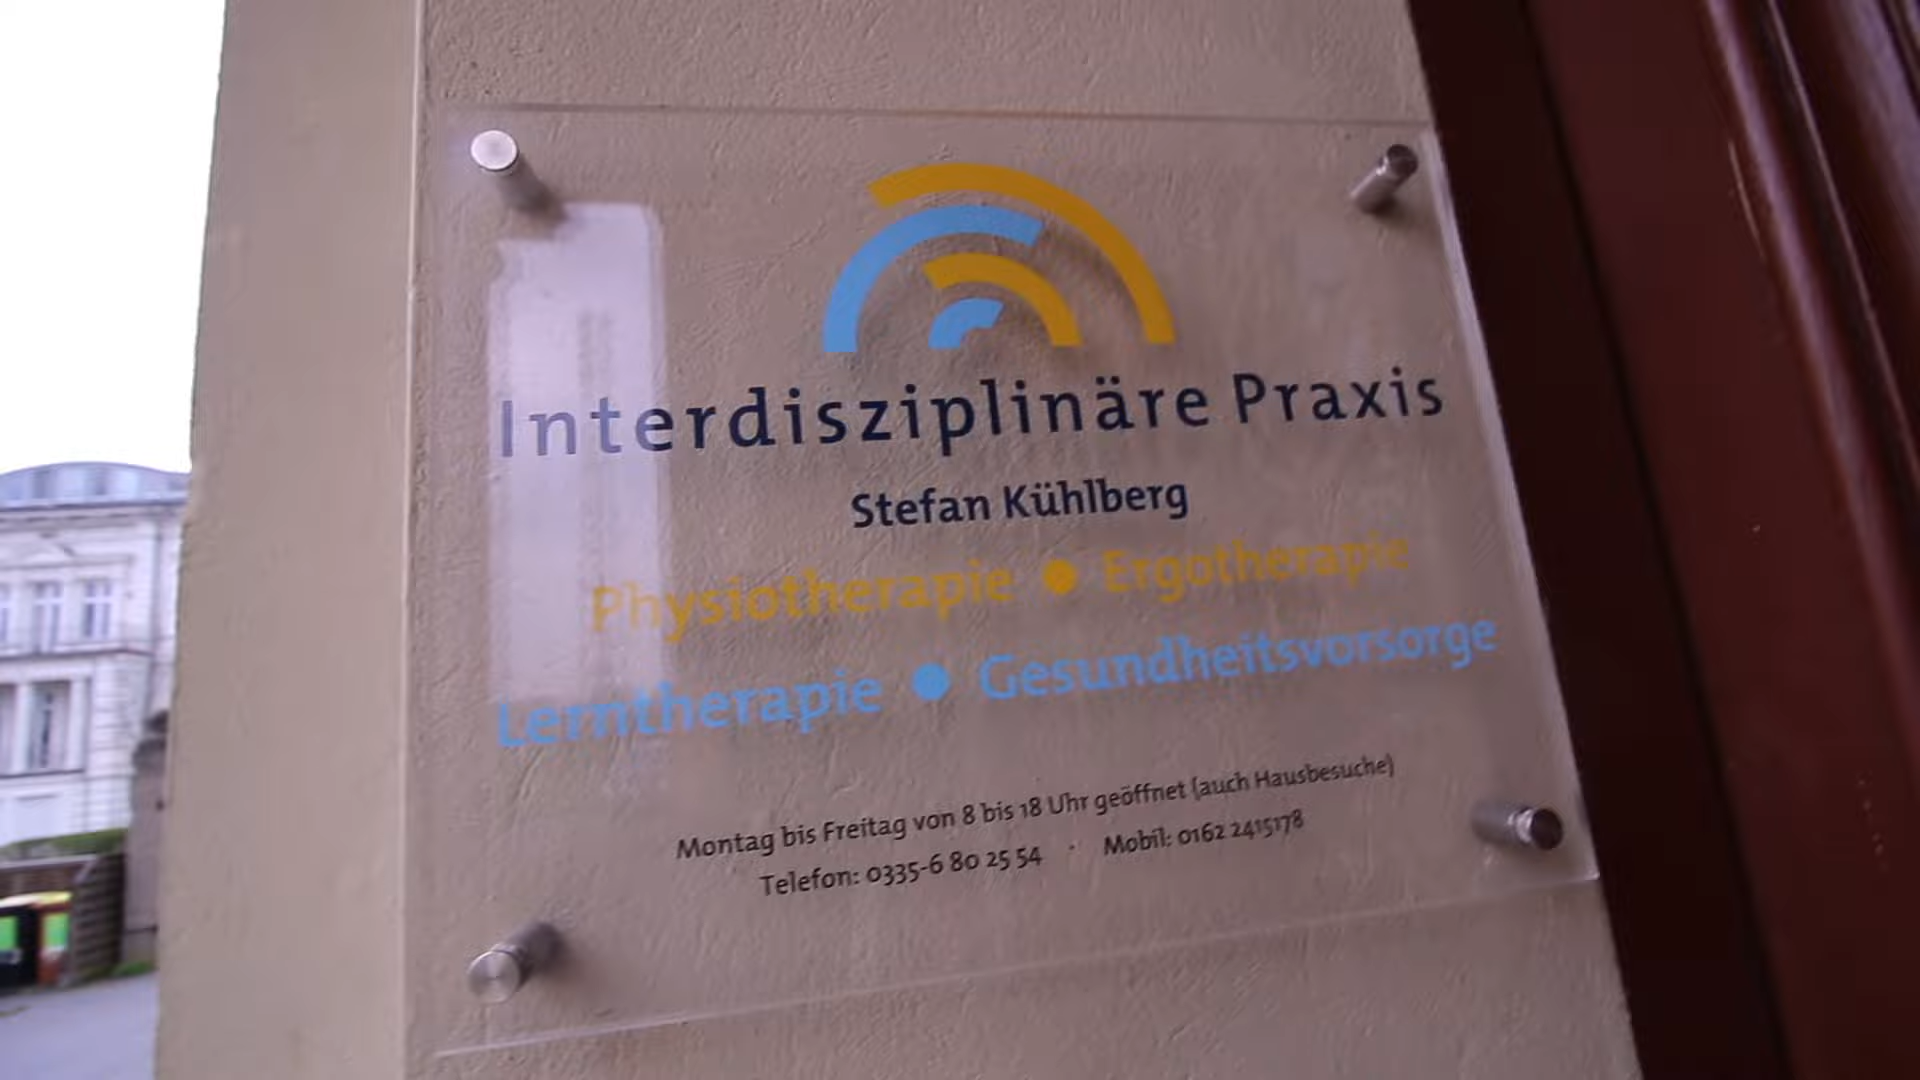 Interdisziplinäre Praxis
Stefan Kühlberg
Physiotherapie ● Ergotherapie
Lerntherapie ● Gesundheitsvorsorge
Montag bis Freitag von 8 bis 18 Uhr geöffnet (auch Hausbesuche)
Telefon: 0335-6 80 25 54 · Mobil: 0162 2415178